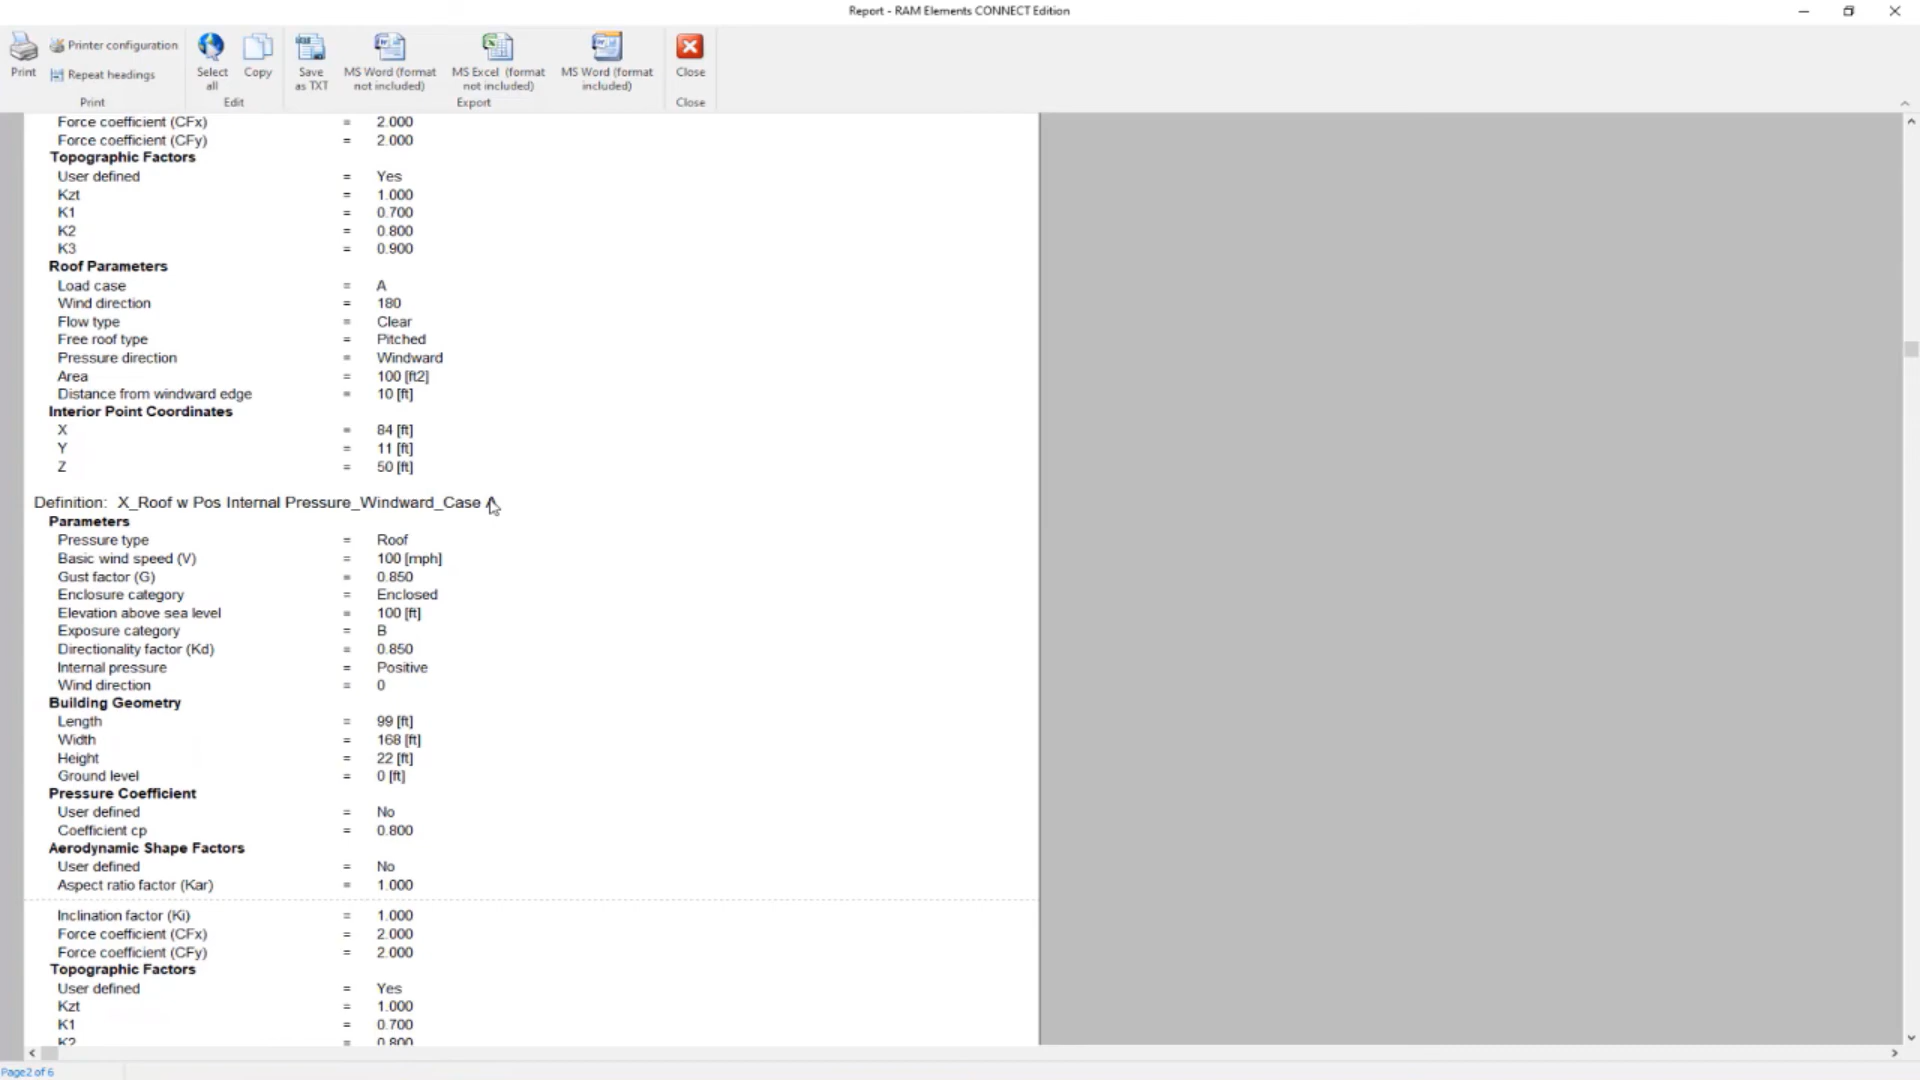 Report - RAM Elements CONNECT Edition
Print
Printer configuration
Repeat headings
Print
Select all
Copy
Edit
Save as TXT
MS Word (format not included)
MS Excel (format not included)
MS Word (format included)
Export
Close
Close
Force coefficient (CFx) = 2.000
Force coefficient (CFy) = 2.000
Topographic Factors
User defined = Yes
Kzt = 1.000
K1 = 0.700
K2 = 0.800
K3 = 0.900
Roof Parameters
Load case = A
Wind direction = 180
Flow type = Clear
Free roof type = Pitched
Pressure direction = Windward
Area = 100 [ft2]
Distance from windward edge = 10 [ft]
Interior Point Coordinates
X = 84 [ft]
Y = 11 [ft]
Z = 50 [ft]
Definition: X_Roof w Pos Internal Pressure_Windward_Case A
Parameters
Pressure type = Roof
Basic wind speed (V) = 100 [mph]
Gust factor (G) = 0.850
Enclosure category = Enclosed
Elevation above sea level = 100 [ft]
Exposure category = B
Directionality factor (Kd) = 0.850
Internal pressure = Positive
Wind direction = 0
Building Geometry
Length = 99 [ft]
Width = 168 [ft]
Height = 22 [ft]
Ground level = 0 [ft]
Pressure Coefficient
User defined = No
Coefficient cp = 0.800
Aerodynamic Shape Factors
User defined = No
Aspect ratio factor (Kar) = 1.000
Inclination factor (Ki) = 1.000
Force coefficient (CFx) = 2.000
Force coefficient (CFy) = 2.000
Topographic Factors
User defined = Yes
Kzt = 1.000
K1 = 0.700
K2 = 0.800
Page2 of 6